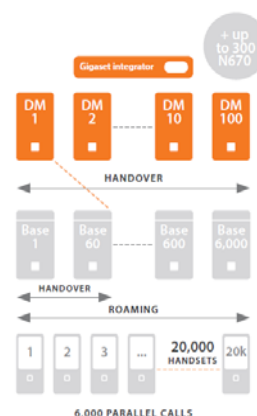 + up
to 300
N670
Gigaset integrator
DM 1
DM 2
DM 10
DM 100
HANDOVER
Base 1
Base 60
Base 600
Base 6,000
HANDOVER
ROAMING
1 2 3 ... 20,000 HANDSETS 20k
6.000 PARALLEL CALLS